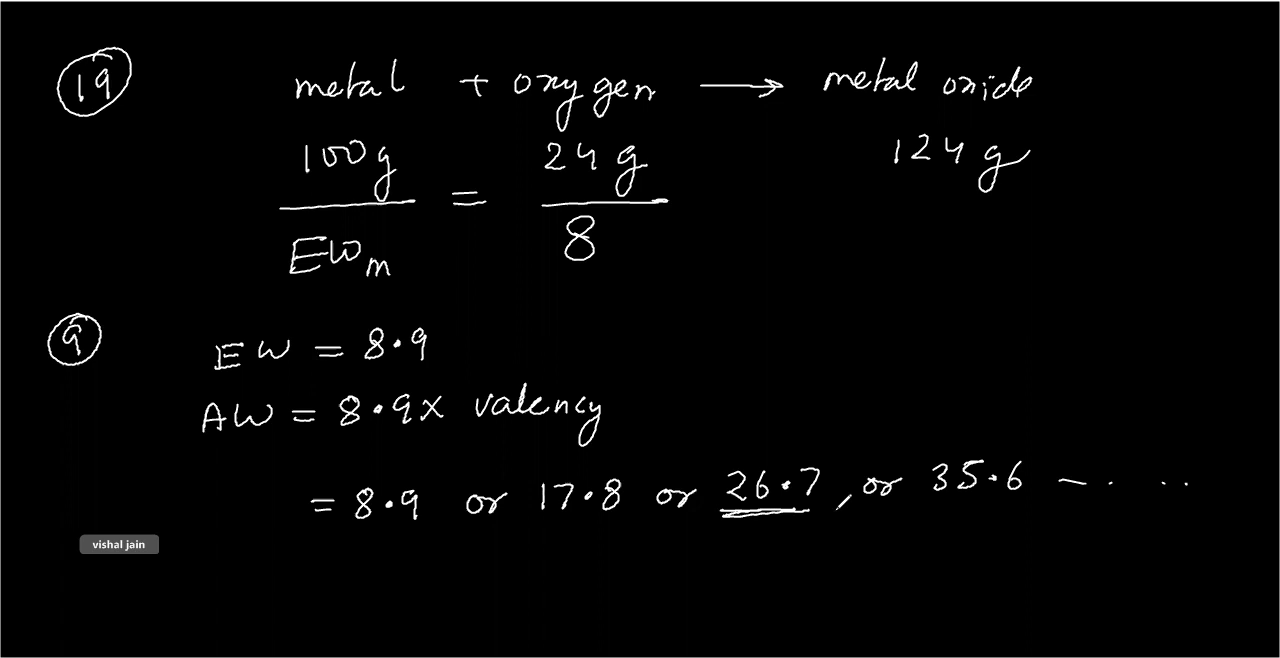 19 metal + oxygen → metal oxide
100g = 24g 124g
EWm 8
9 EW = 8.9
AW = 8.9 x valency
= 8.9 or 17.8 or 26.7, or 35.6 ~ . . .
vishal jain